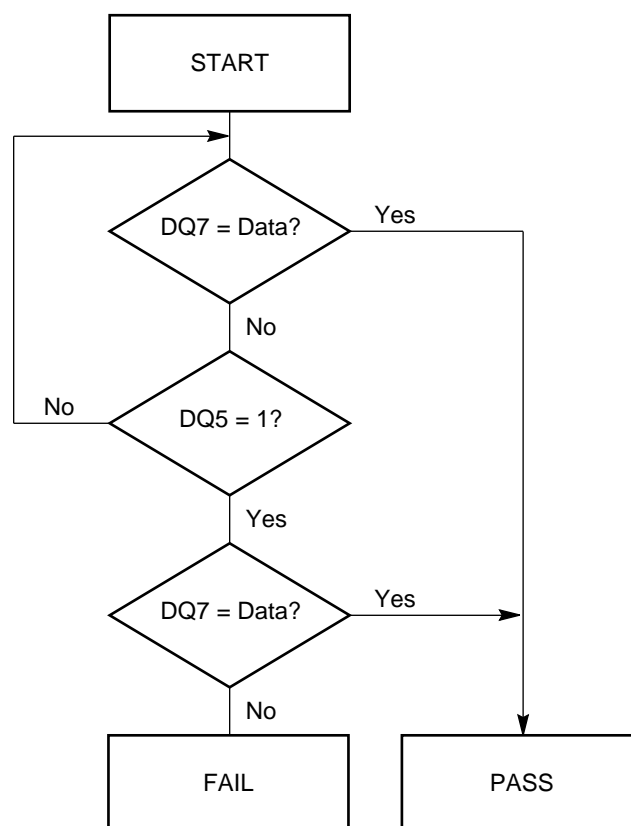 START
DQ7 = Data?
Yes
No
DQ5 = 1?
No
Yes
DQ7 = Data?
Yes
No
FAIL
PASS